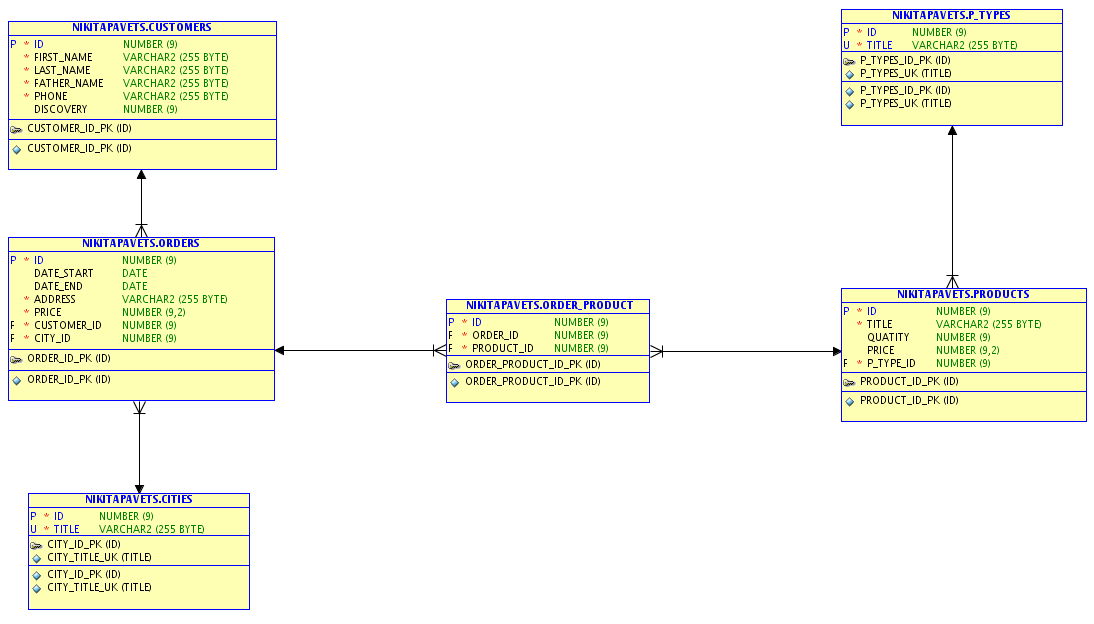 NIKITAPAVETS.CUSTOMERS
P * ID NUMBER (9)
* FIRST_NAME VARCHAR2 (255 BYTE)
* LAST_NAME VARCHAR2 (255 BYTE)
* FATHER_NAME VARCHAR2 (255 BYTE)
* PHONE VARCHAR2 (255 BYTE)
DISCOVERY NUMBER (9)
CUSTOMER_ID_PK (ID)
CUSTOMER_ID_PK (ID)
NIKITAPAVETS.P_TYPES
P * ID NUMBER (9)
U * TITLE VARCHAR2 (255 BYTE)
P_TYPES_ID_PK (ID)
P_TYPES_UK (TITLE)
P_TYPES_ID_PK (ID)
P_TYPES_UK (TITLE)
NIKITAPAVETS.ORDERS
P * ID NUMBER (9)
DATE_START DATE
DATE_END DATE
* ADDRESS VARCHAR2 (255 BYTE)
* PRICE NUMBER (9,2)
F * CUSTOMER_ID NUMBER (9)
F * CITY_ID NUMBER (9)
ORDER_ID_PK (ID)
ORDER_ID_PK (ID)
NIKITAPAVETS.ORDER_PRODUCT
P * ID NUMBER (9)
F * ORDER_ID NUMBER (9)
F * PRODUCT_ID NUMBER (9)
ORDER_PRODUCT_ID_PK (ID)
ORDER_PRODUCT_ID_PK (ID)
NIKITAPAVETS.PRODUCTS
P * ID NUMBER (9)
* TITLE VARCHAR2 (255 BYTE)
QUATITY NUMBER (9)
PRICE NUMBER (9,2)
F * P_TYPE_ID NUMBER (9)
PRODUCT_ID_PK (ID)
PRODUCT_ID_PK (ID)
NIKITAPAVETS.CITIES
P * ID NUMBER (9)
U * TITLE VARCHAR2 (255 BYTE)
CITY_ID_PK (ID)
CITY_TITLE_UK (TITLE)
CITY_ID_PK (ID)
CITY_TITLE_UK (TITLE)